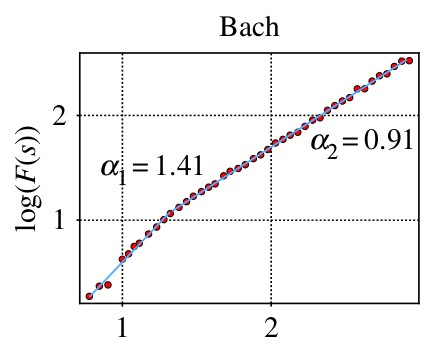 Bach
log(F(s))
2
1
α₁ = 1.41
α₂ = 0.91
1 2